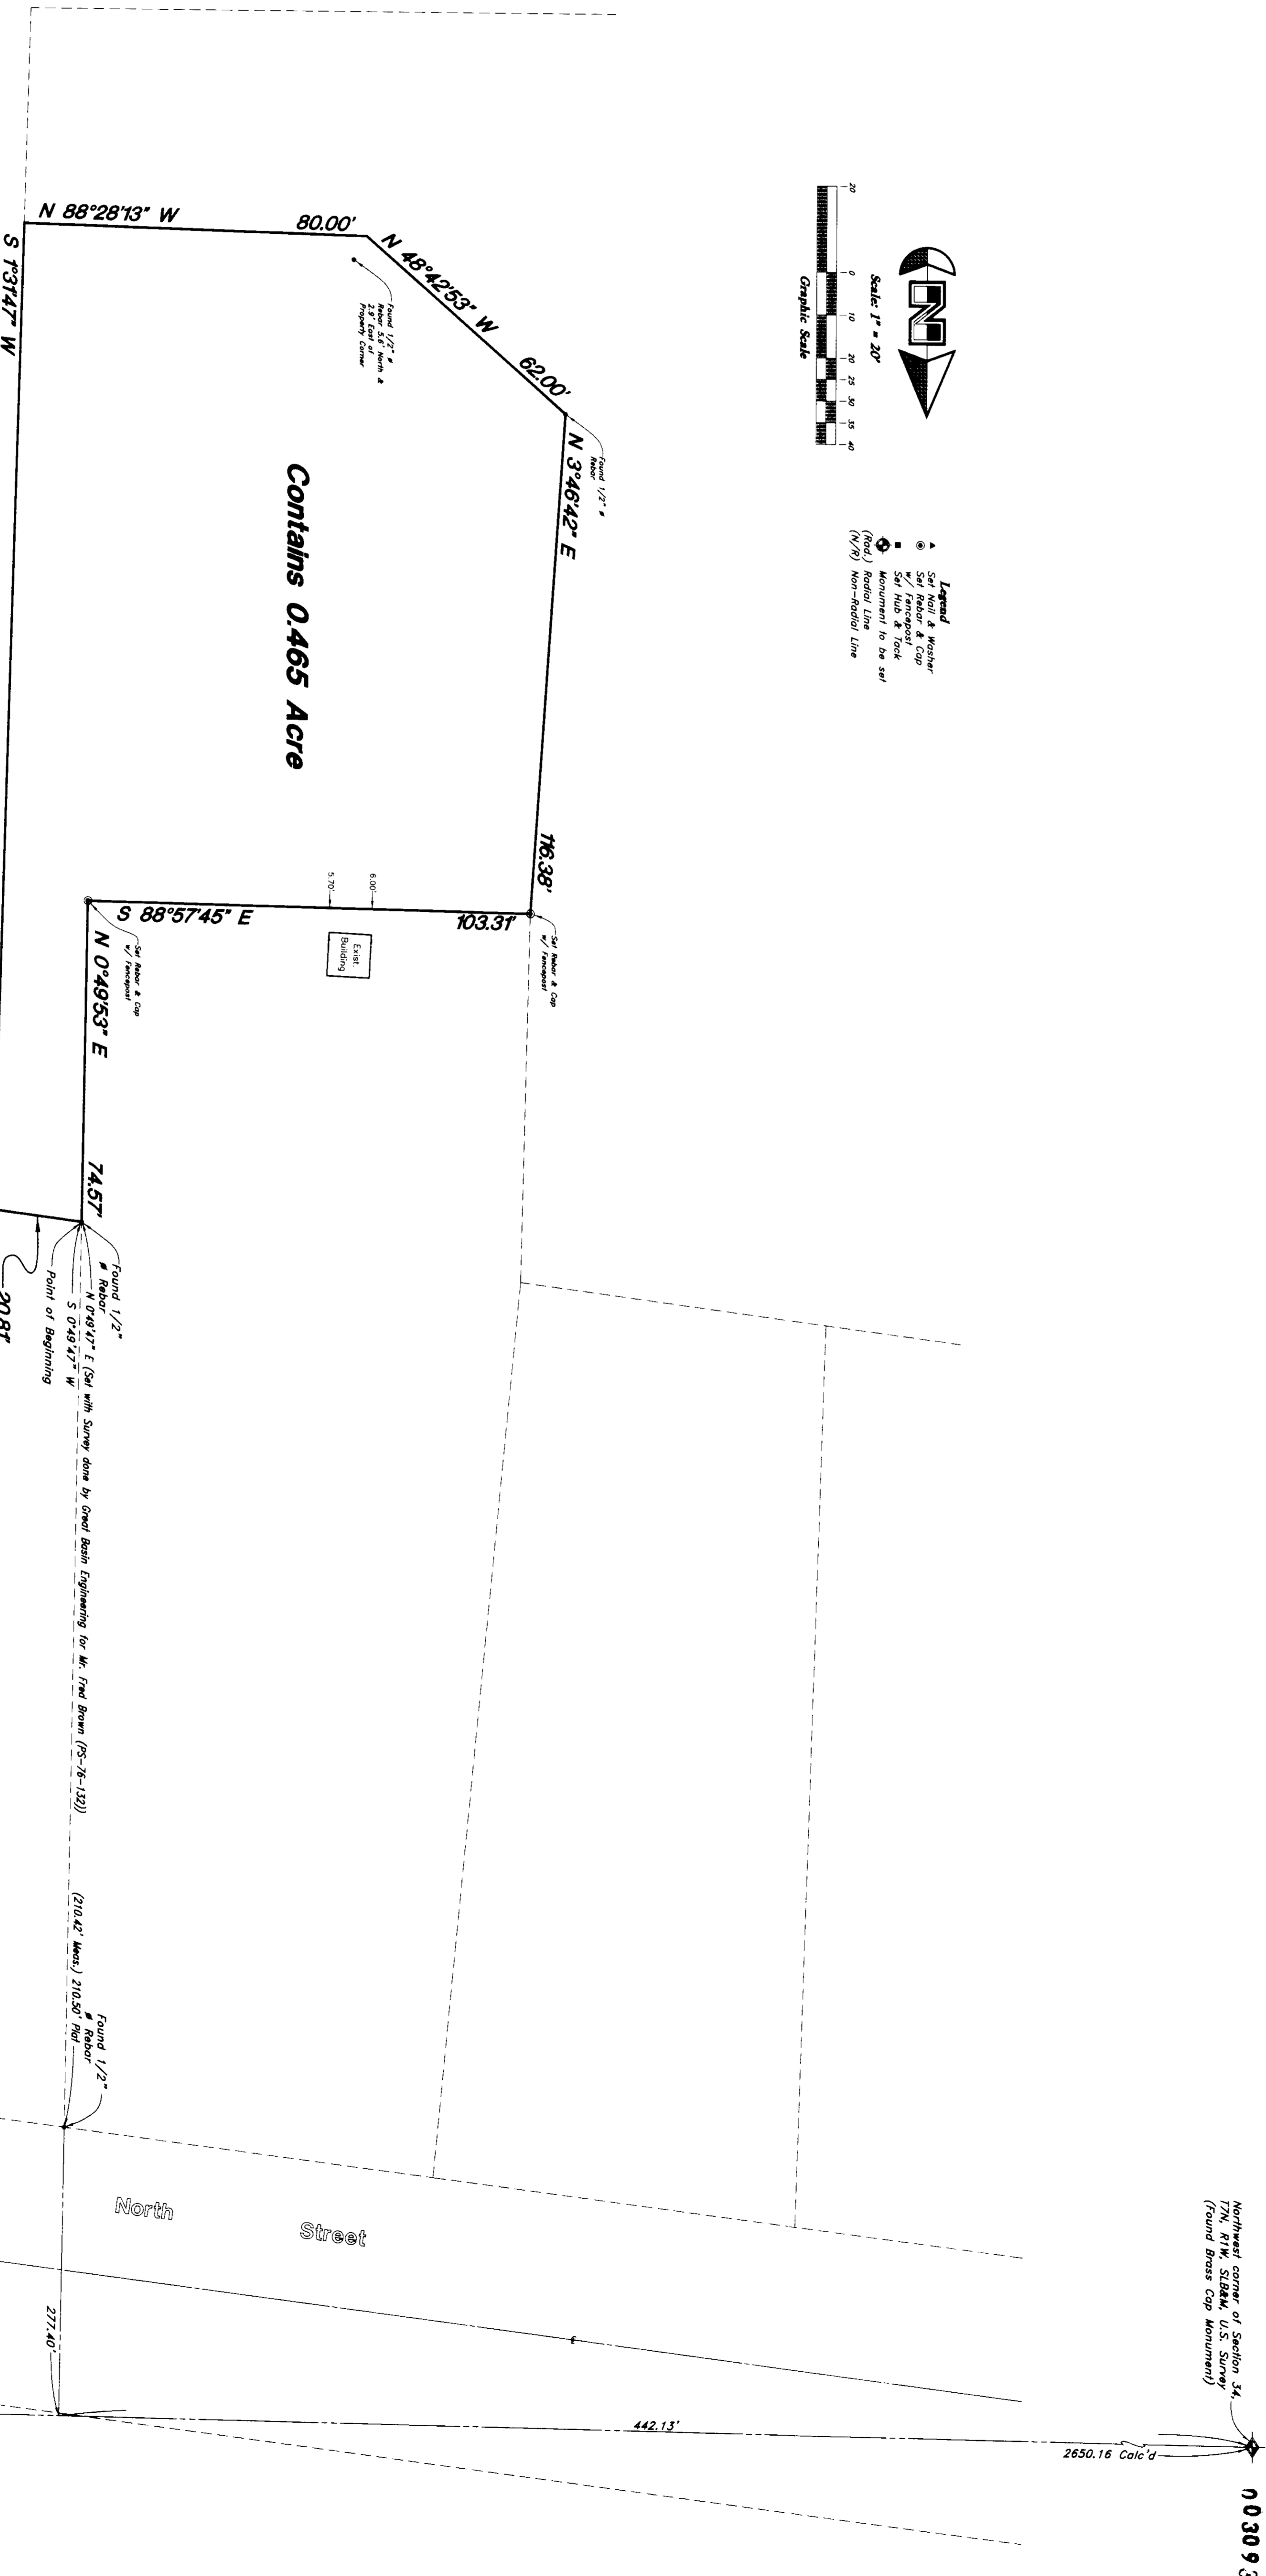 20 0 10 20 25 30 35 40
Scale: 1" = 20'
Graphic Scale
N
Legend
Set Nail & Washer
Set Rebar & Cap
w/ Fencepost
Set Hub & Tack
Monument to be set
(Rad.) Radial Line
(N/R) Non-Radial Line
N 88°28'13" W 80.00'
N 48°42'53" W 62.00'
Found 1/2" ø
Rebar 5.6' North &
2.9' East of
Property Corner
Found 1/2" ø
Rebar
N 3°46'42" E 116.38'
S 1°31'47" W
Contains 0.465 Acre
6.00'
5.70'
S 88°57'45" E 103.31'
Exist.
Building
Set Rebar & Cap
w/ Fencepost
Set Rebar & Cap
w/ Fencepost
N 0°49'53" E 74.57'
Found 1/2"
ø Rebar
N 0°49'47" E (Set with Survey done by Great Basin Engineering for Mr. Fred Brown (PS-76-132))
S 0°49'47" W
Point of Beginning
20.81'
(210.42' Meas.) 210.50' Plat
Found 1/2"
ø Rebar
North Street
277.40'
442.13'
2650.16 Calc'd
Northwest corner of Section 34,
T7N, R1W, SLB&M, U.S. Survey
(Found Brass Cap Monument)
00309